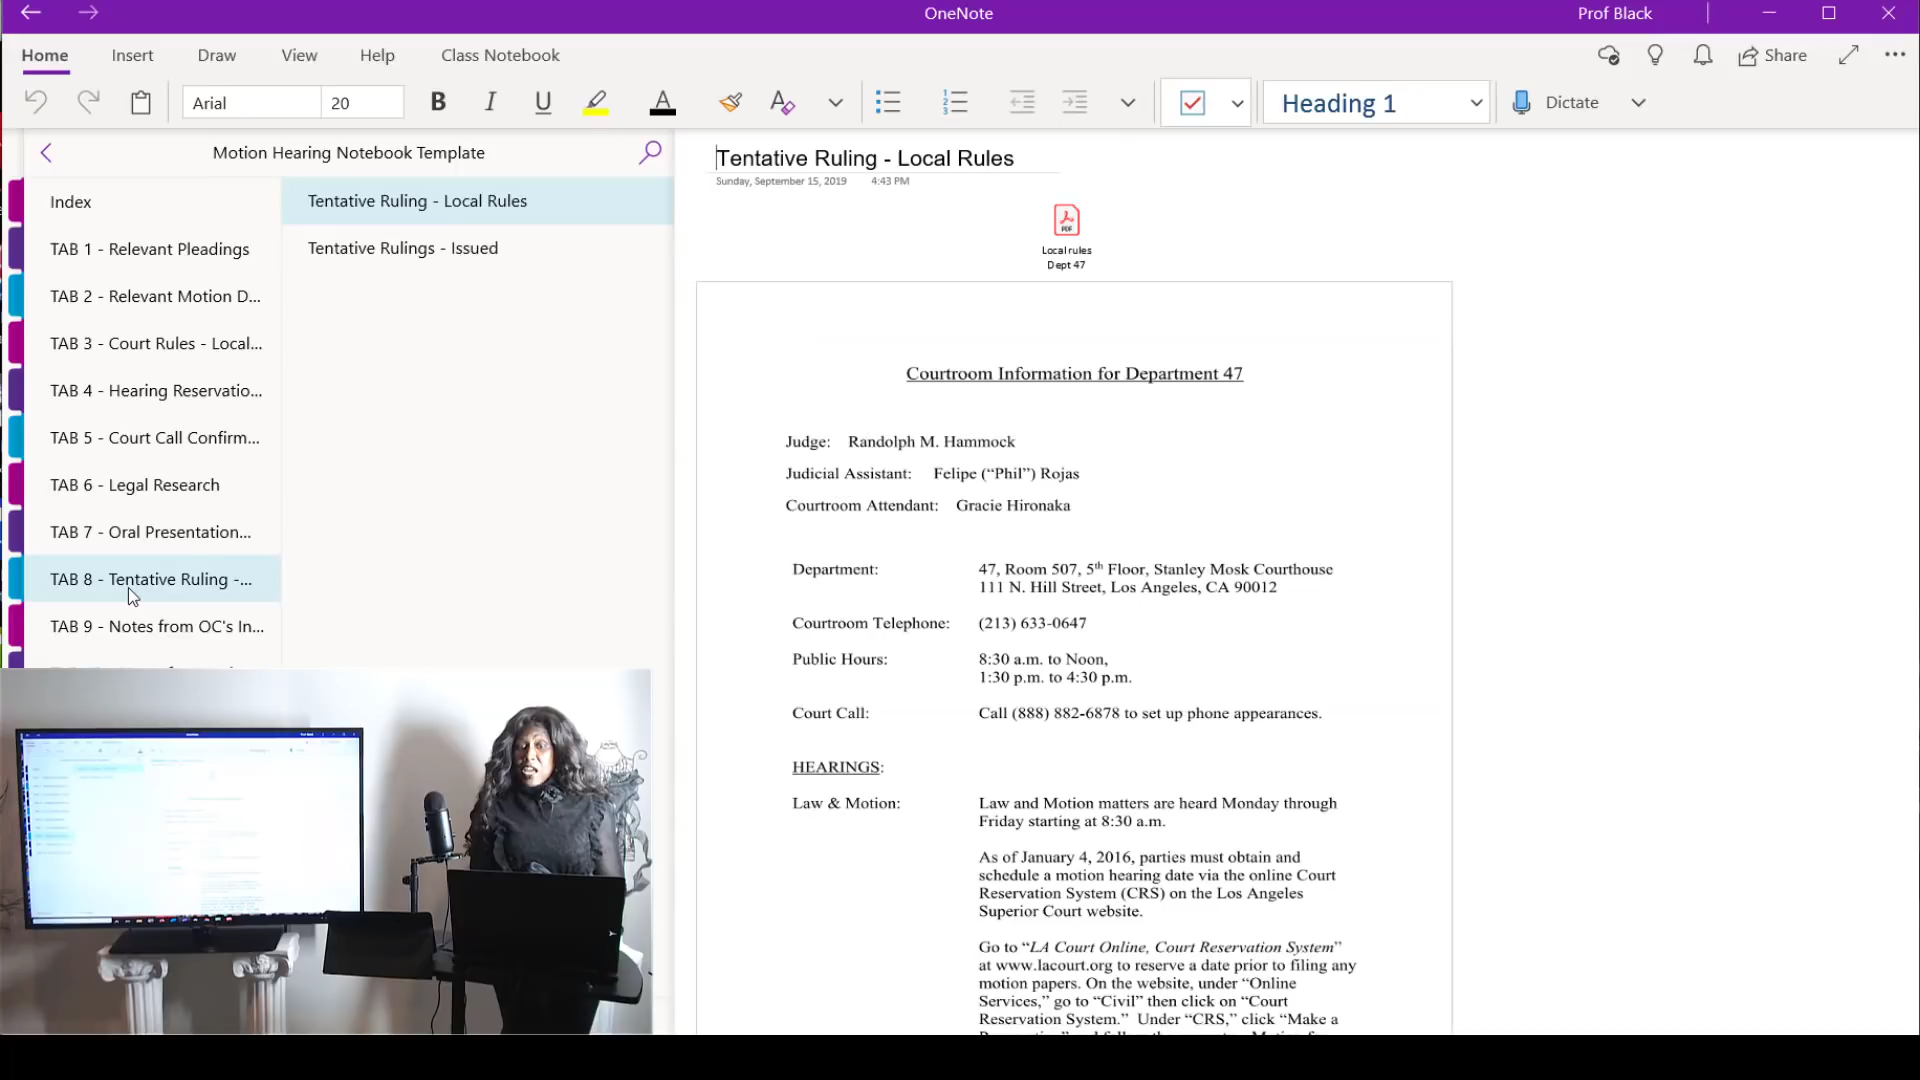 OneNote
Prof Black
Home
Insert
Draw
View
Help
Class Notebook
Share
Arial
20
B
I
U
A
A
Heading 1
Dictate
Motion Hearing Notebook Template
Index
TAB 1 - Relevant Pleadings
TAB 2 - Relevant Motion D...
TAB 3 - Court Rules - Local...
TAB 4 - Hearing Reservatio...
TAB 5 - Court Call Confirm...
TAB 6 - Legal Research
TAB 7 - Oral Presentation...
TAB 8 - Tentative Ruling -...
TAB 9 - Notes from OC's In...
Tentative Ruling - Local Rules
Tentative Rulings - Issued
Tentative Ruling - Local Rules
Sunday, September 15, 2019 4:43 PM
PDF
Local rules
Dept 47
Courtroom Information for Department 47
Judge: Randolph M. Hammock
Judicial Assistant: Felipe (“Phil”) Rojas
Courtroom Attendant: Gracie Hironaka
Department: 47, Room 507, 5th Floor, Stanley Mosk Courthouse
111 N. Hill Street, Los Angeles, CA 90012
Courtroom Telephone: (213) 633-0647
Public Hours: 8:30 a.m. to Noon,
1:30 p.m. to 4:30 p.m.
Court Call: Call (888) 882-6878 to set up phone appearances.
HEARINGS:
Law & Motion: Law and Motion matters are heard Monday through
Friday starting at 8:30 a.m.
As of January 4, 2016, parties must obtain and
schedule a motion hearing date via the online Court
Reservation System (CRS) on the Los Angeles
Superior Court website.
Go to “LA Court Online, Court Reservation System”
at www.lacourt.org to reserve a date prior to filing any
motion papers. On the website, under “Online
Services,” go to “Civil” then click on “Court
Reservation System.” Under “CRS,” click “Make a